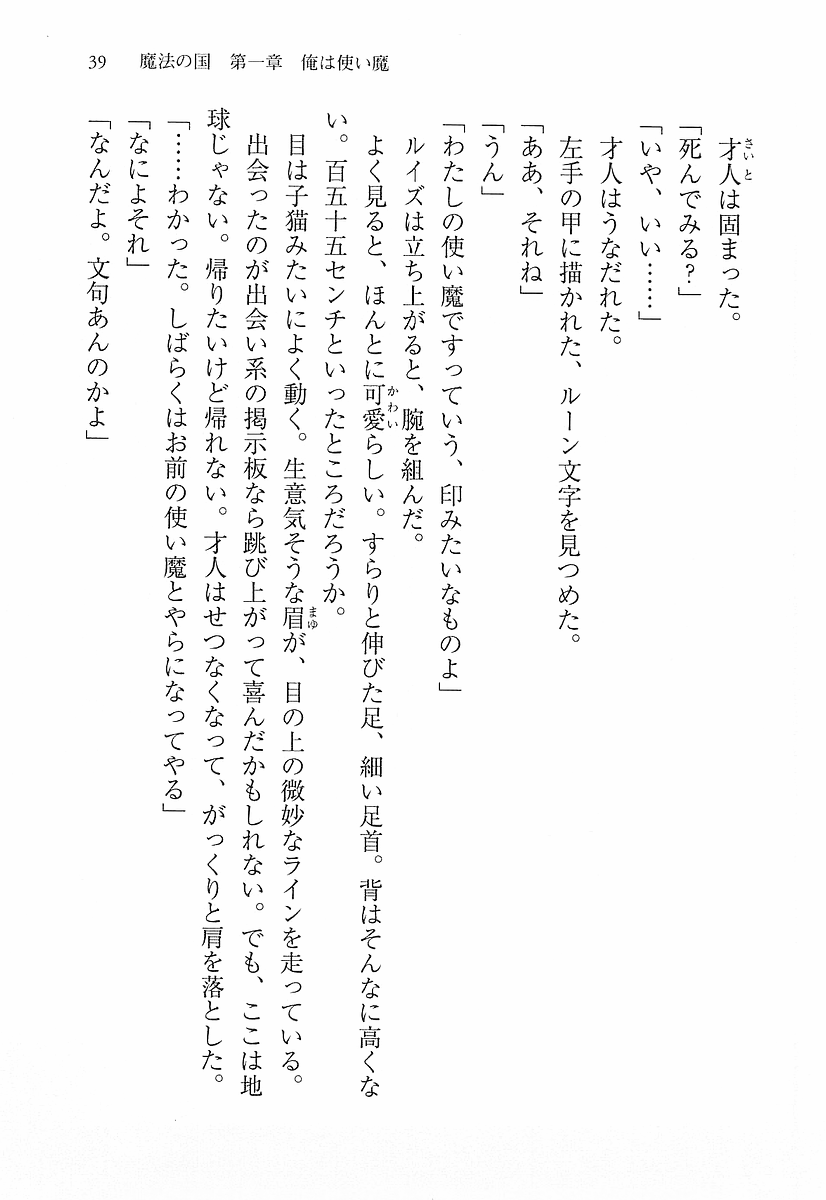 39　魔法の国　第一章　俺は使い魔
才人は固まった。
「死んでみる?」
「いや、いい……」
才人はうなだれた。
左手の甲に描かれた、ルーン文字を見つめた。
「ああ、それね」
「うん」
「わたしの使い魔ですっていう、印みたいなものよ」
ルイズは立ち上がると、腕を組んだ。
よく見ると、ほんとに可愛らしい。すらりと伸びた足、細い足首。背はそんなに高くな
い。百五十五センチといったところだろうか。
目は子猫みたいによく動く。生意気そうな眉が、目の上の微妙なラインを走っている。
出会ったのが出会い系の掲示板なら跳び上がって喜んだかもしれない。でも、ここは地
球じゃない。帰りたいけど帰れない。才人はせつなくなって、がっくりと肩を落とした。
「……わかった。しばらくはお前の使い魔とやらになってやる」
「なによそれ」
「なんだよ。文句あんのかよ」